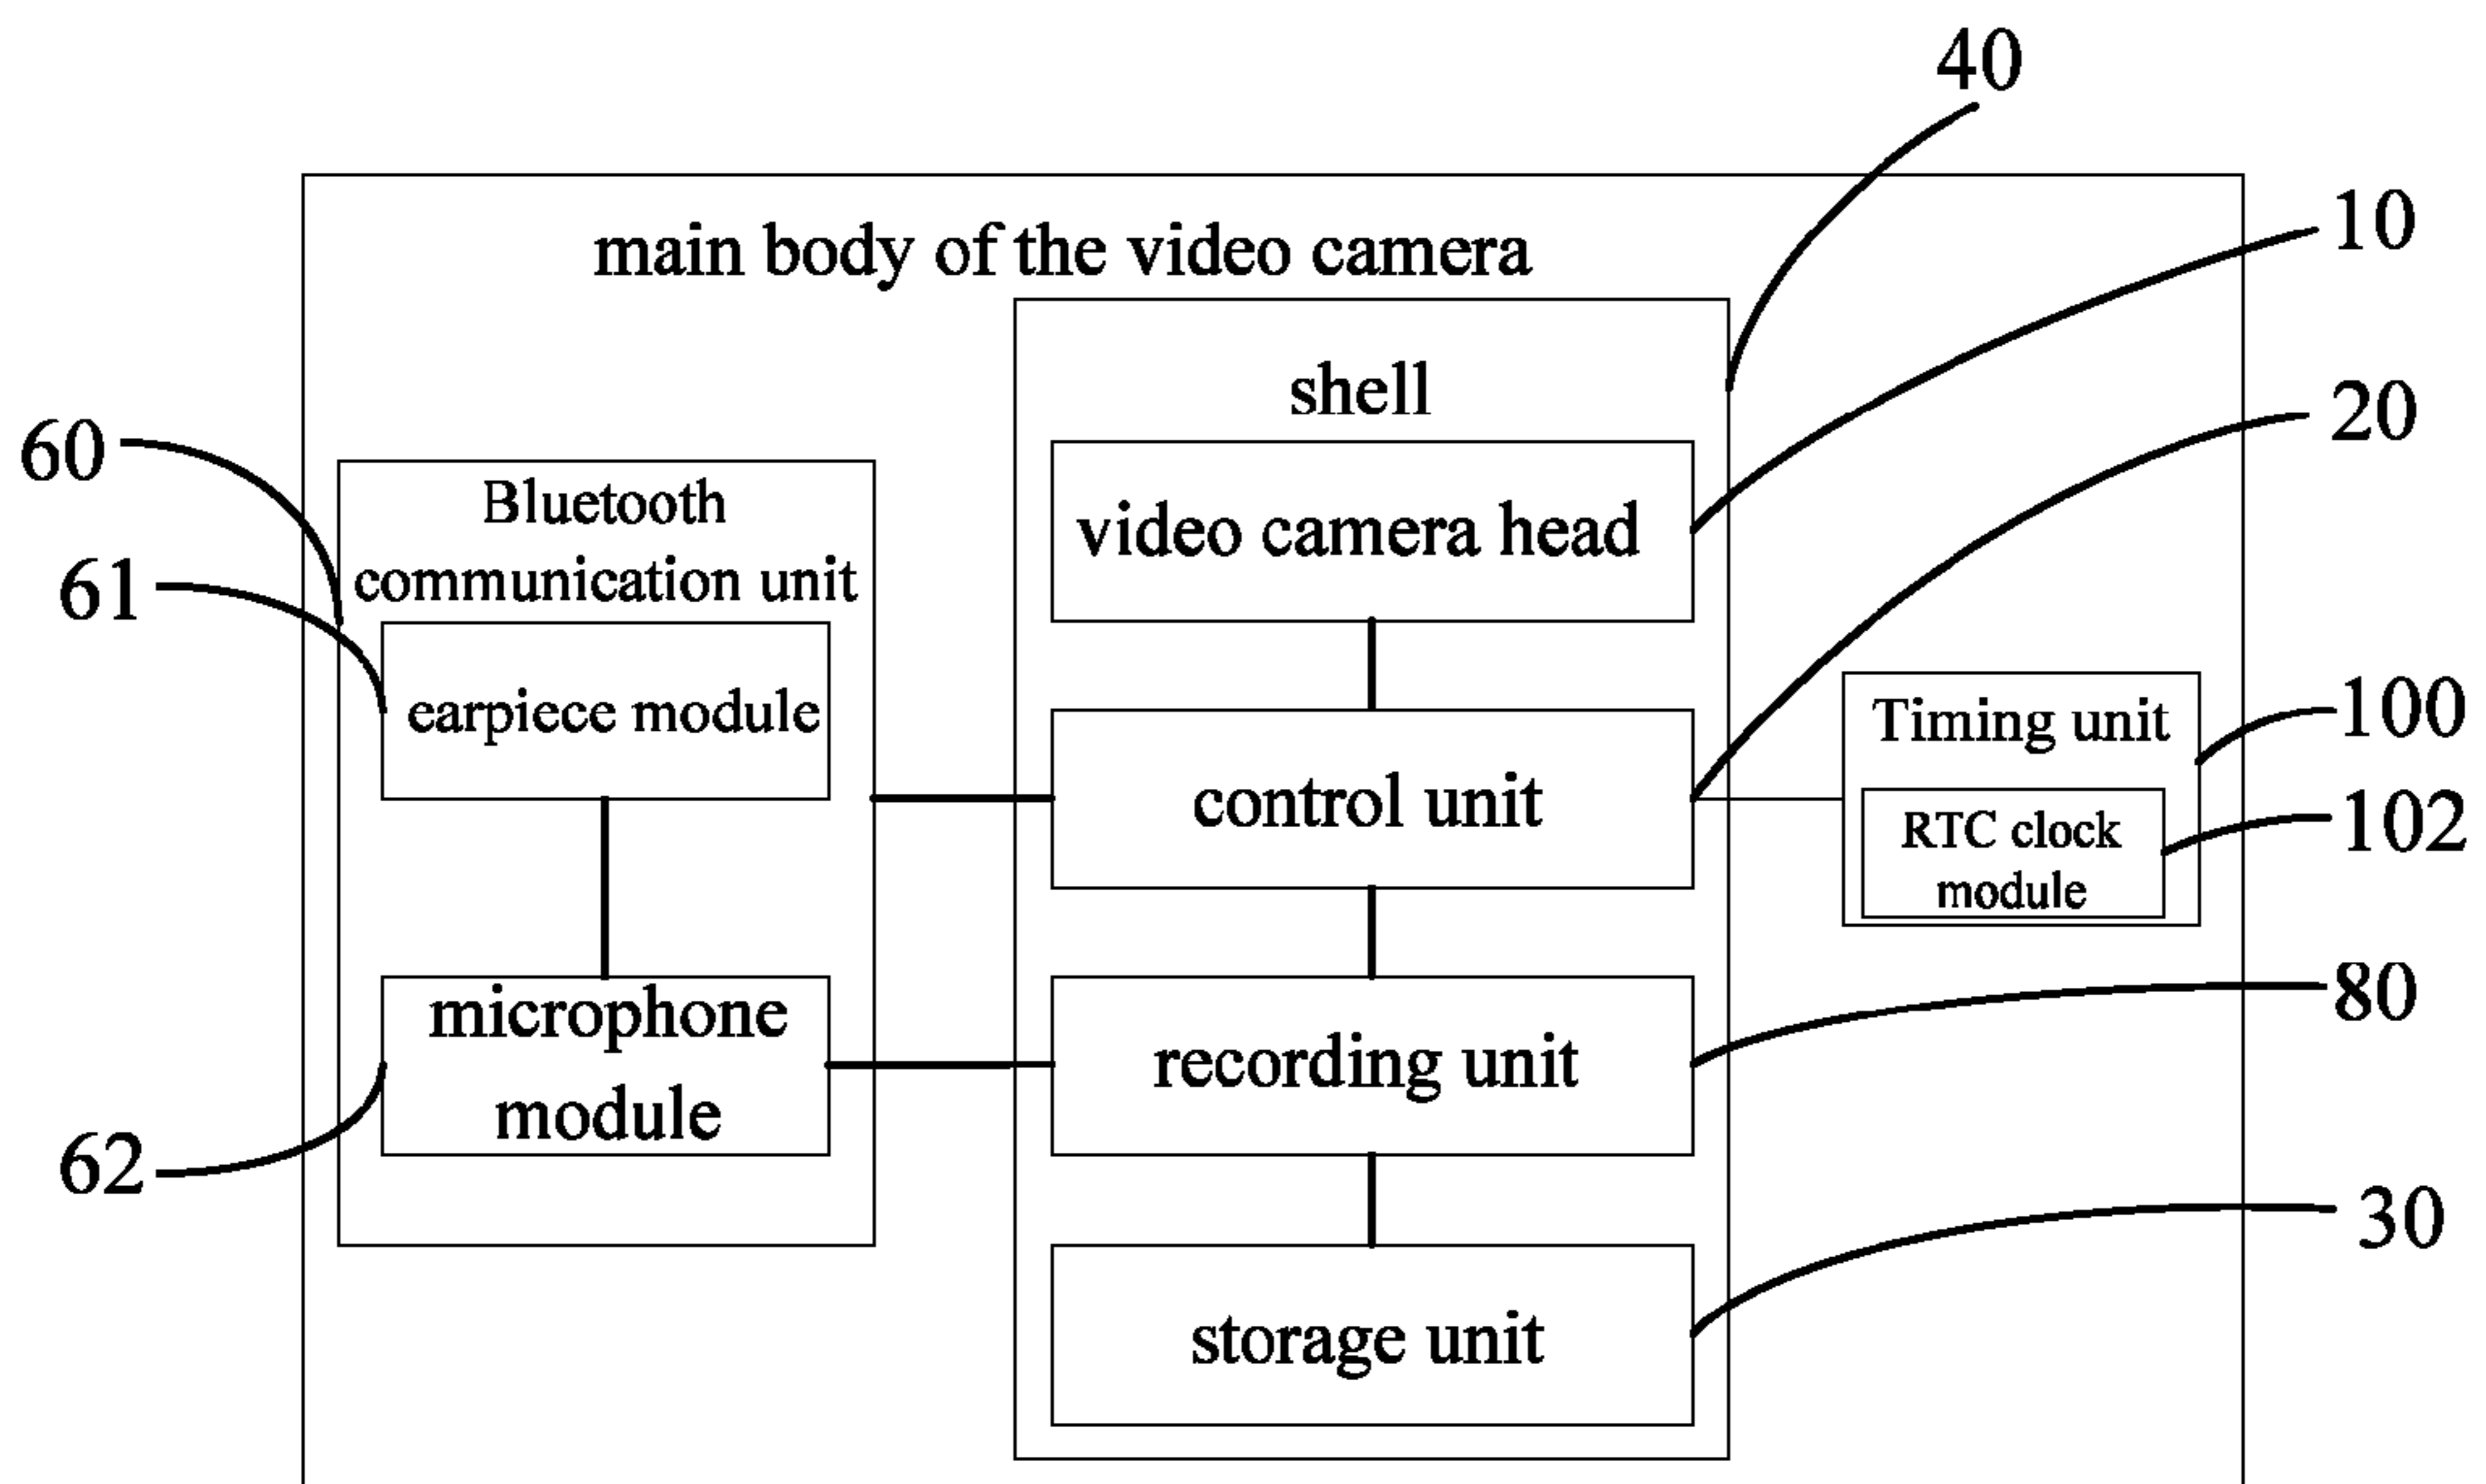 40
main body of the video camera
10
shell
20
60
Bluetooth
communication unit
video camera head
61
earpiece module
control unit
Timing unit
100
RTC clock
module
102
microphone
module
recording unit
80
62
storage unit
30